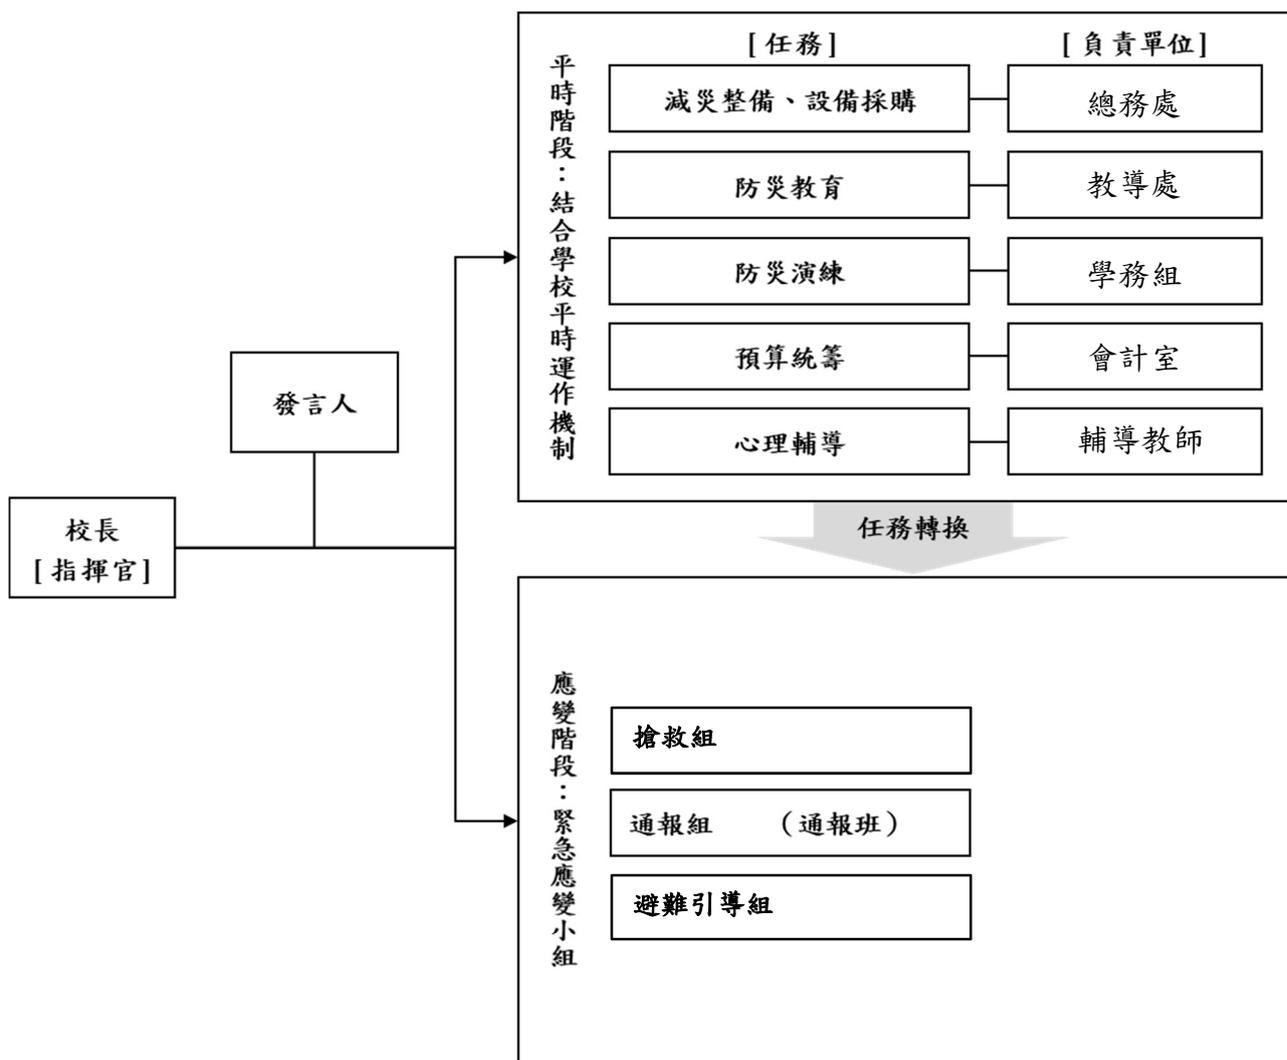 校長
[指揮官]
發言人
平時階段：結合學校平時運作機制
[任務]
[負責單位]
減災整備、設備採購
總務處
防災教育
教導處
防災演練
學務組
預算統籌
會計室
心理輔導
輔導教師
任務轉換
應變階段：緊急應變小組
搶救組
通報組 （通報班）
避難引導組